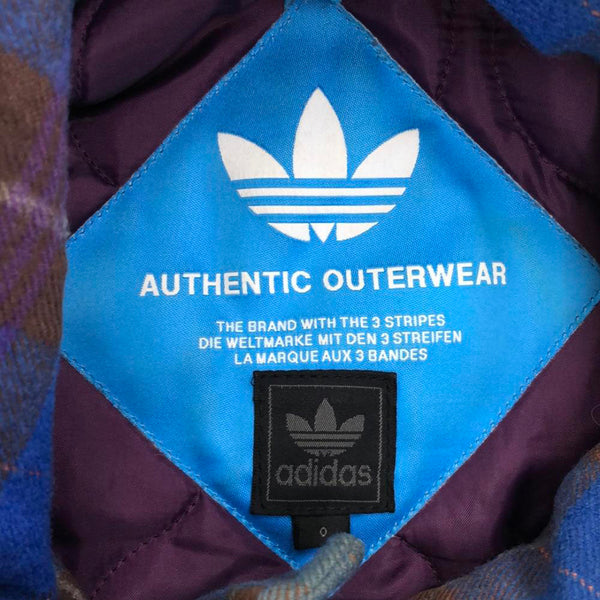 AUTHENTIC OUTERWEAR
THE BRAND WITH THE 3 STRIPES
DIE WELTMARKE MIT DEN 3 STREIFEN
LA MARQUE AUX 3 BANDES
adidas
0